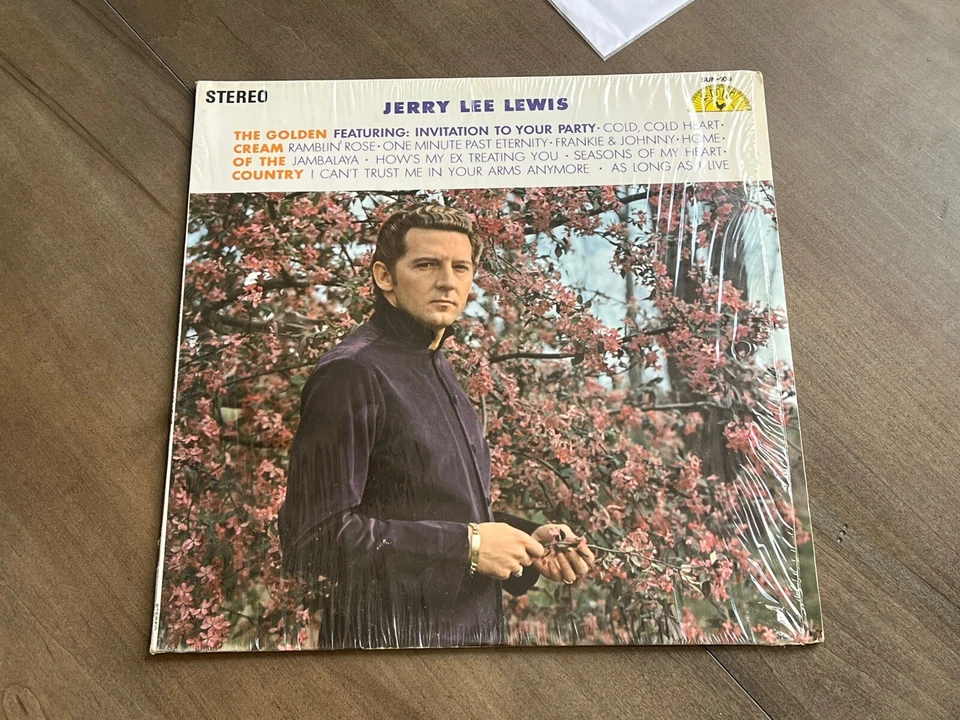 STEREO
JERRY LEE LEWIS
THE GOLDEN FEATURING: INVITATION TO YOUR PARTY • COLD, COLD HEART •
CREAM RAMBLIN' ROSE • ONE MINUTE PAST ETERNITY • FRANKIE & JOHNNY • HOME •
OF THE JAMBALAYA • HOW'S MY EX TREATING YOU • SEASONS OF MY HEART •
COUNTRY I CAN'T TRUST ME IN YOUR ARMS ANYMORE • AS LONG AS I LIVE